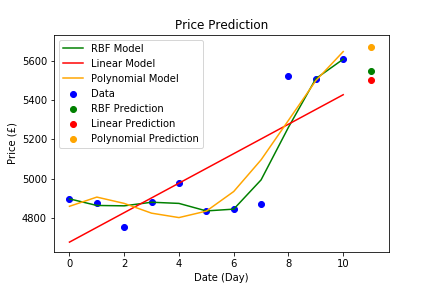 Price Prediction
RBF Model
Linear Model
Polynomial Model
Data
RBF Prediction
Linear Prediction
Polynomial Prediction
5600
5400
5200
5000
4800
Price (£)
0 2 4 6 8 10
Date (Day)